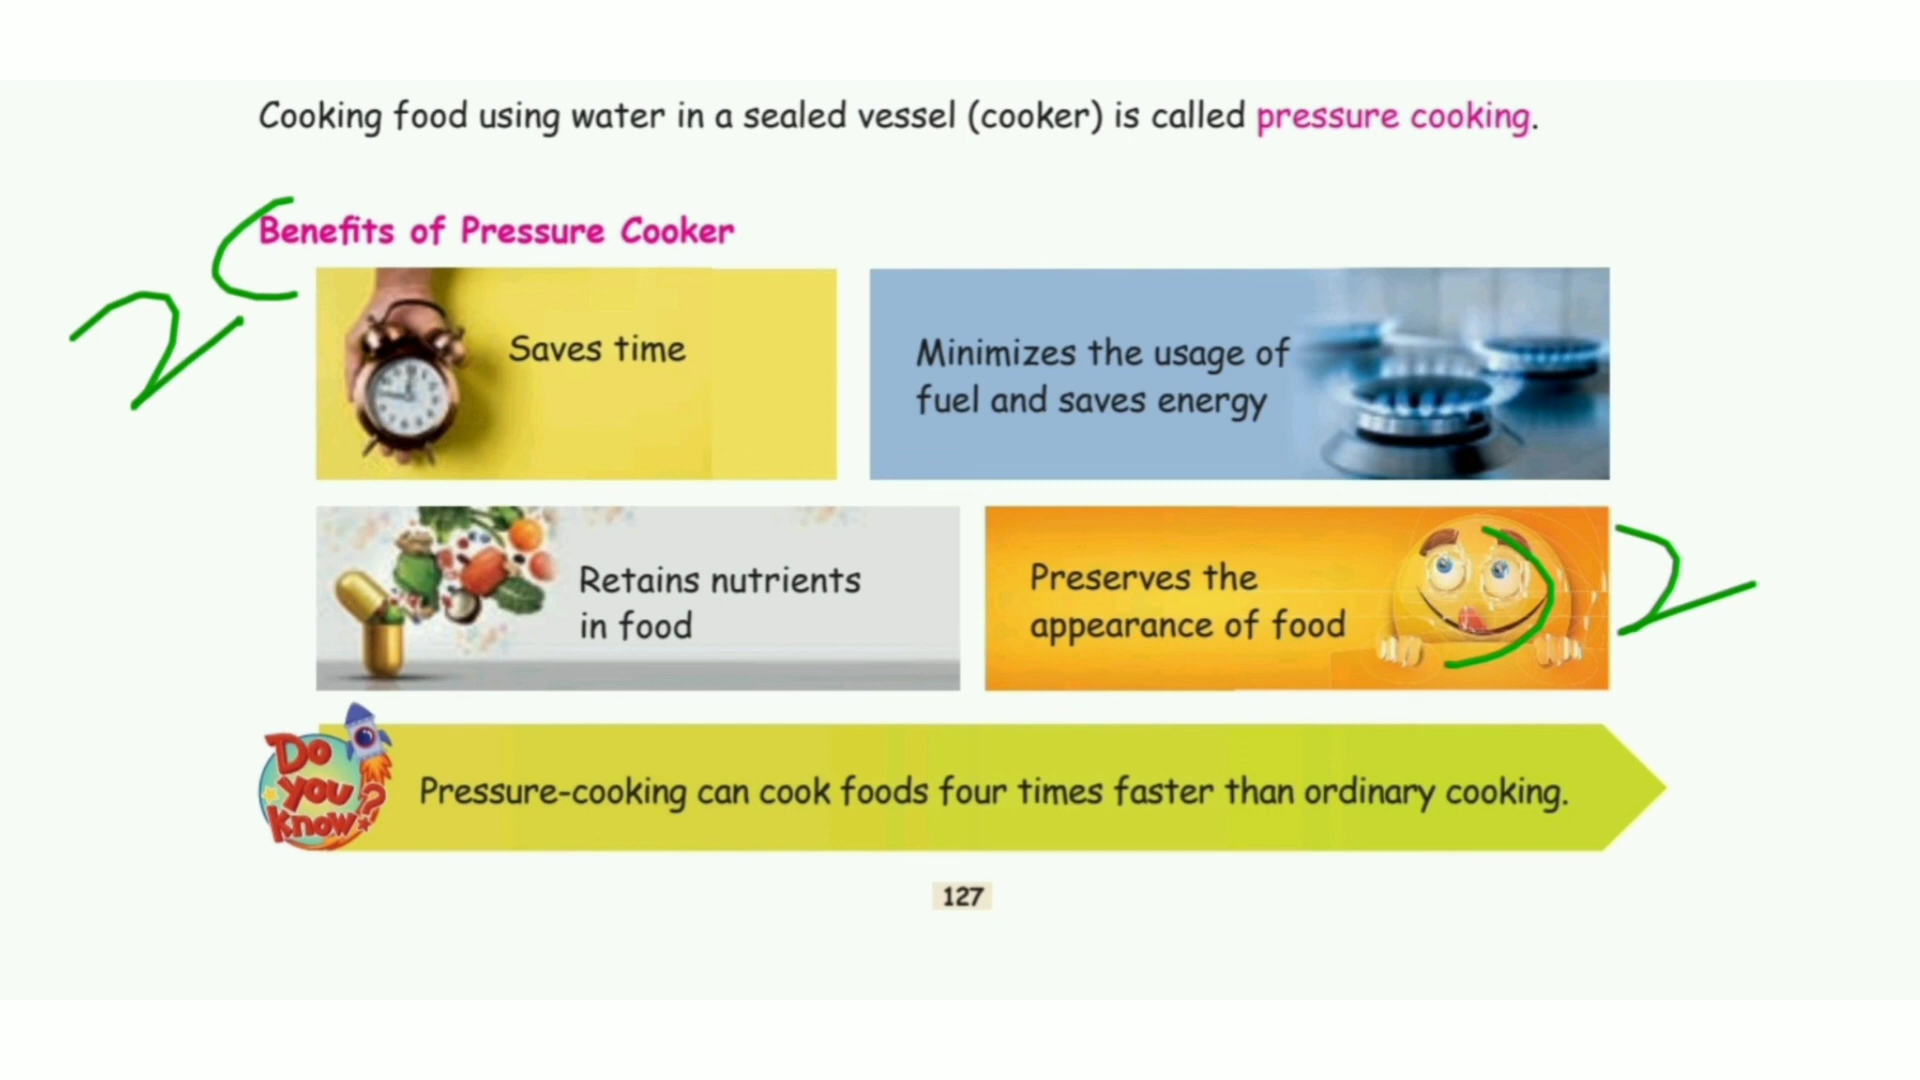 Cooking food using water in a sealed vessel (cooker) is called pressure cooking.
Benefits of Pressure Cooker
2
Saves time
Minimizes the usage of
fuel and saves energy
Retains nutrients
in food
Preserves the
appearance of food
2
Do
you
know?
Pressure-cooking can cook foods four times faster than ordinary cooking.
127